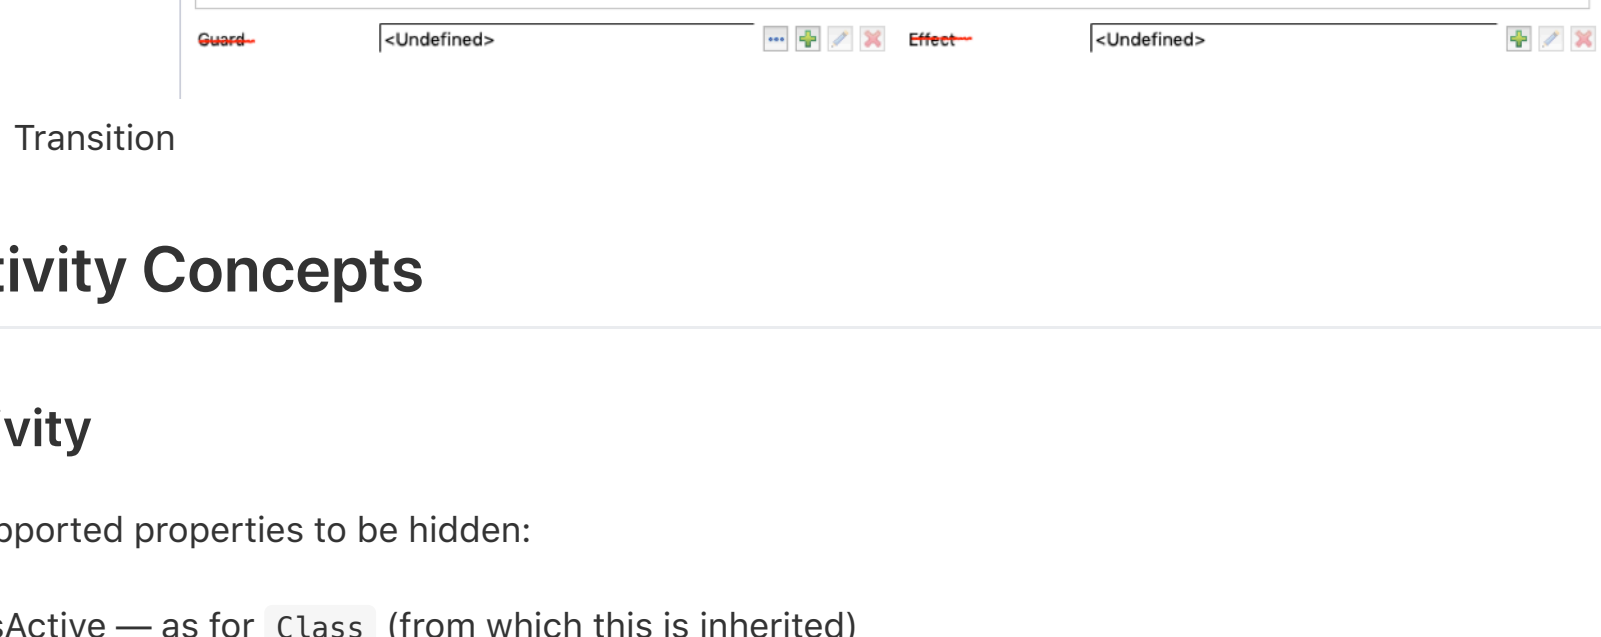 Guard <Undefined> Effect <Undefined>
Transition
tivity Concepts
ivity
pported properties to be hidden:
sActive — as for Class (from which this is inherited)